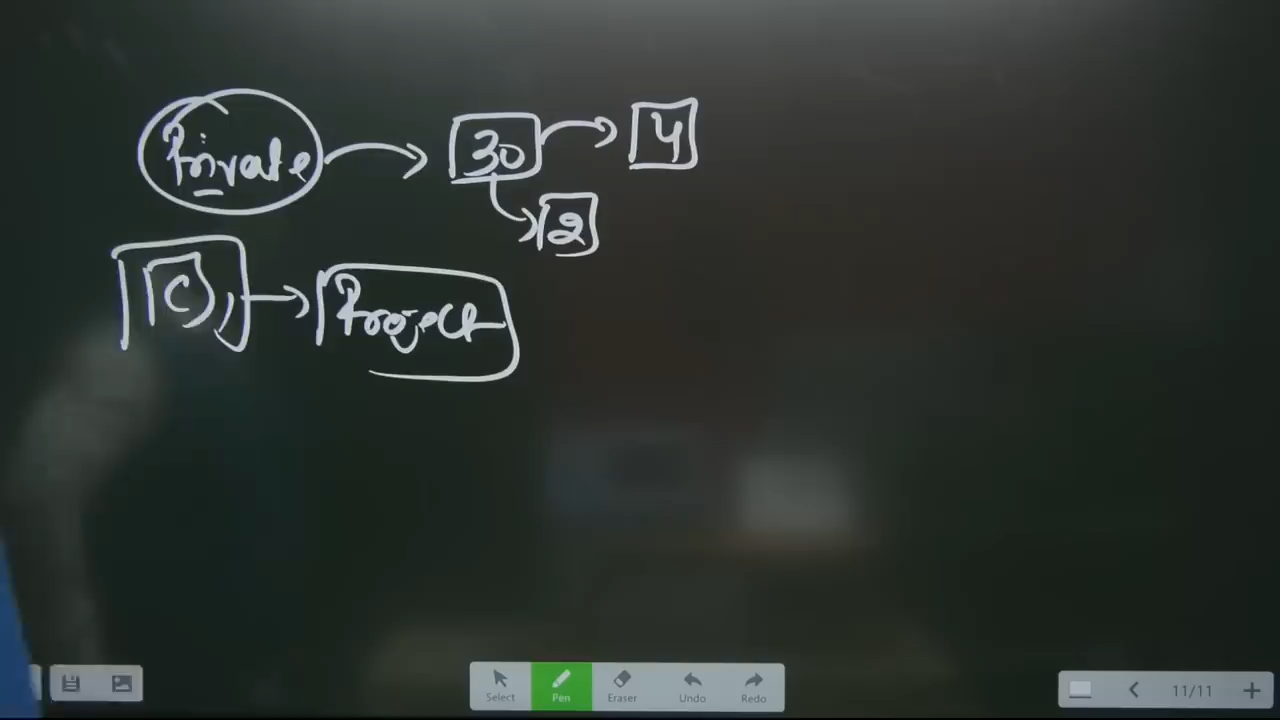 Private → 30 → 4
→ 2
C, → Project
Select Pen Eraser Undo Redo
11/11